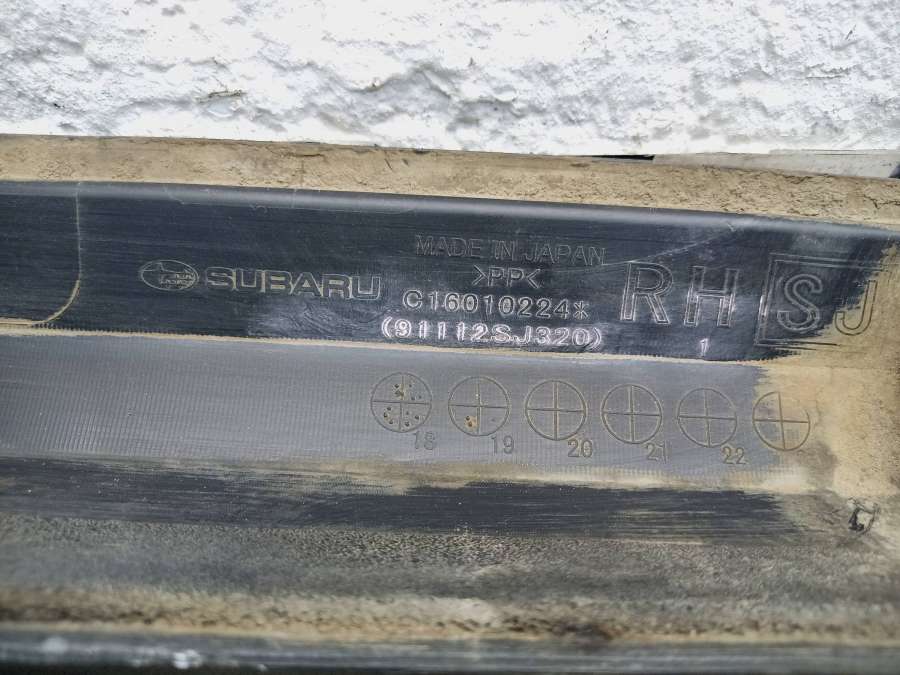 MADE IN JAPAN
SUBARU
>PP<
C16010224*
(91112SJ320)
RH SJ
1
18 19 20 21 22